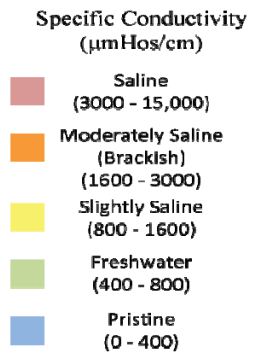 Specific Conductivity
(µmHos/cm)
Saline
(3000 - 15,000)
Moderately Saline
(Brackish)
(1600 - 3000)
Slightly Saline
(800 - 1600)
Freshwater
(400 - 800)
Pristine
(0 - 400)